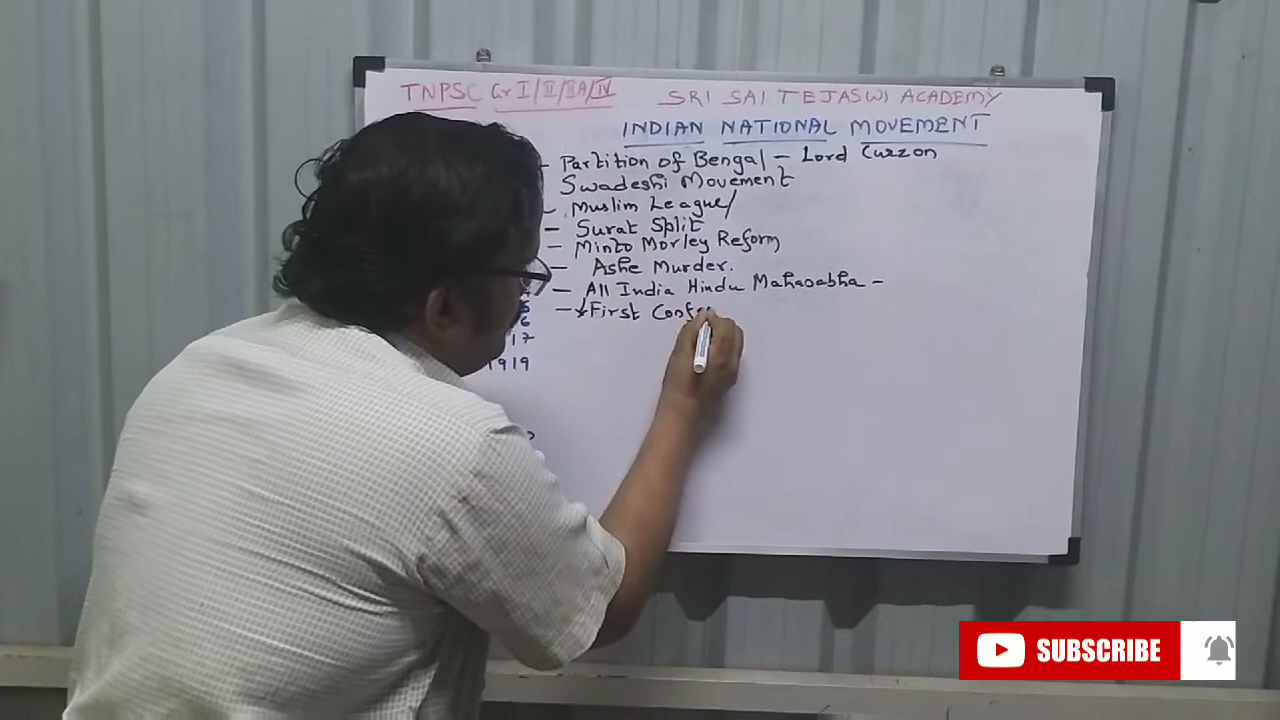 TNPSC Gr I/II/IIA/IV SRI SAI TEJASWI ACADEMY
INDIAN NATIONAL MOVEMENT
- Partition of Bengal - Lord Curzon
Swadeshi Movement
- Muslim League/
- Surat Split
- Minto Morley Reform
- Ashe Murder.
- All India Hindu Mahasabha -
- First Conf
17
1919
SUBSCRIBE